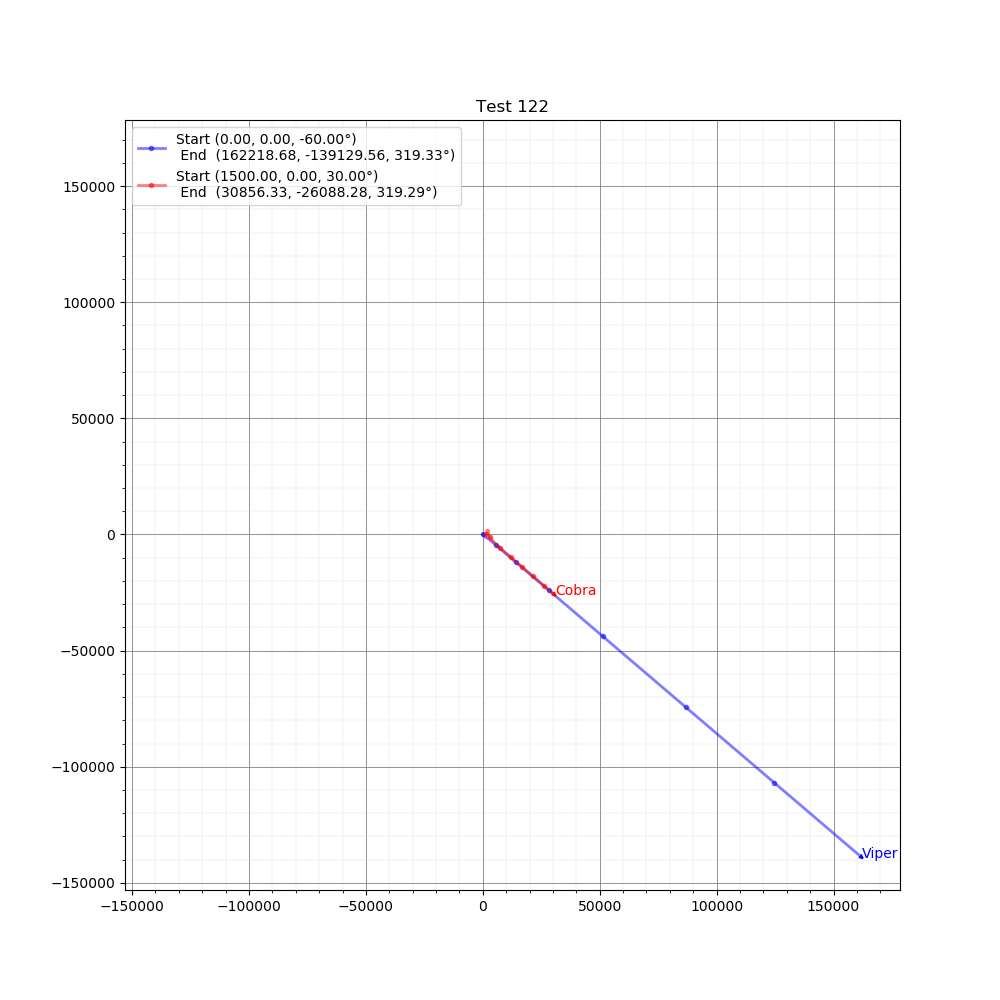 Test 122
Start (0.00, 0.00, -60.00°)
End (162218.68, -139129.56, 319.33°)
Start (1500.00, 0.00, 30.00°)
End (30856.33, -26088.28, 319.29°)
150000
100000
50000
0
−50000
−100000
−150000
Cobra
Viper
−150000 −100000 −50000 0 50000 100000 150000